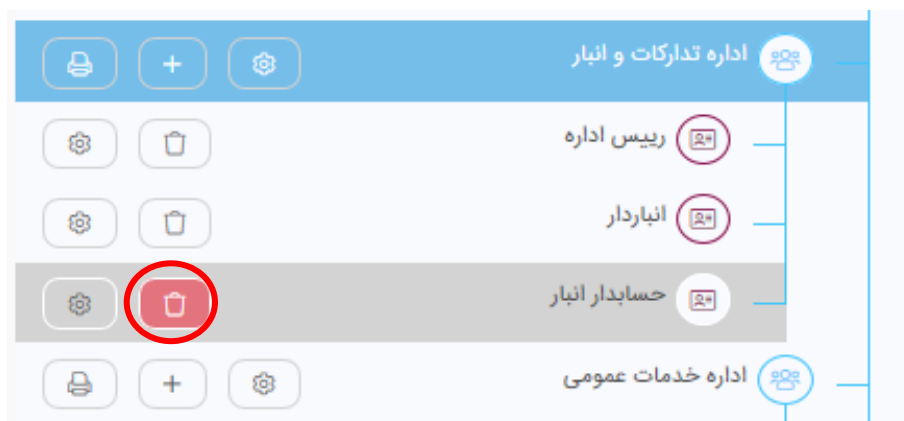 اداره تدارکات و انبار
رییس اداره
انباردار
حسابدار انبار
اداره خدمات عمومی